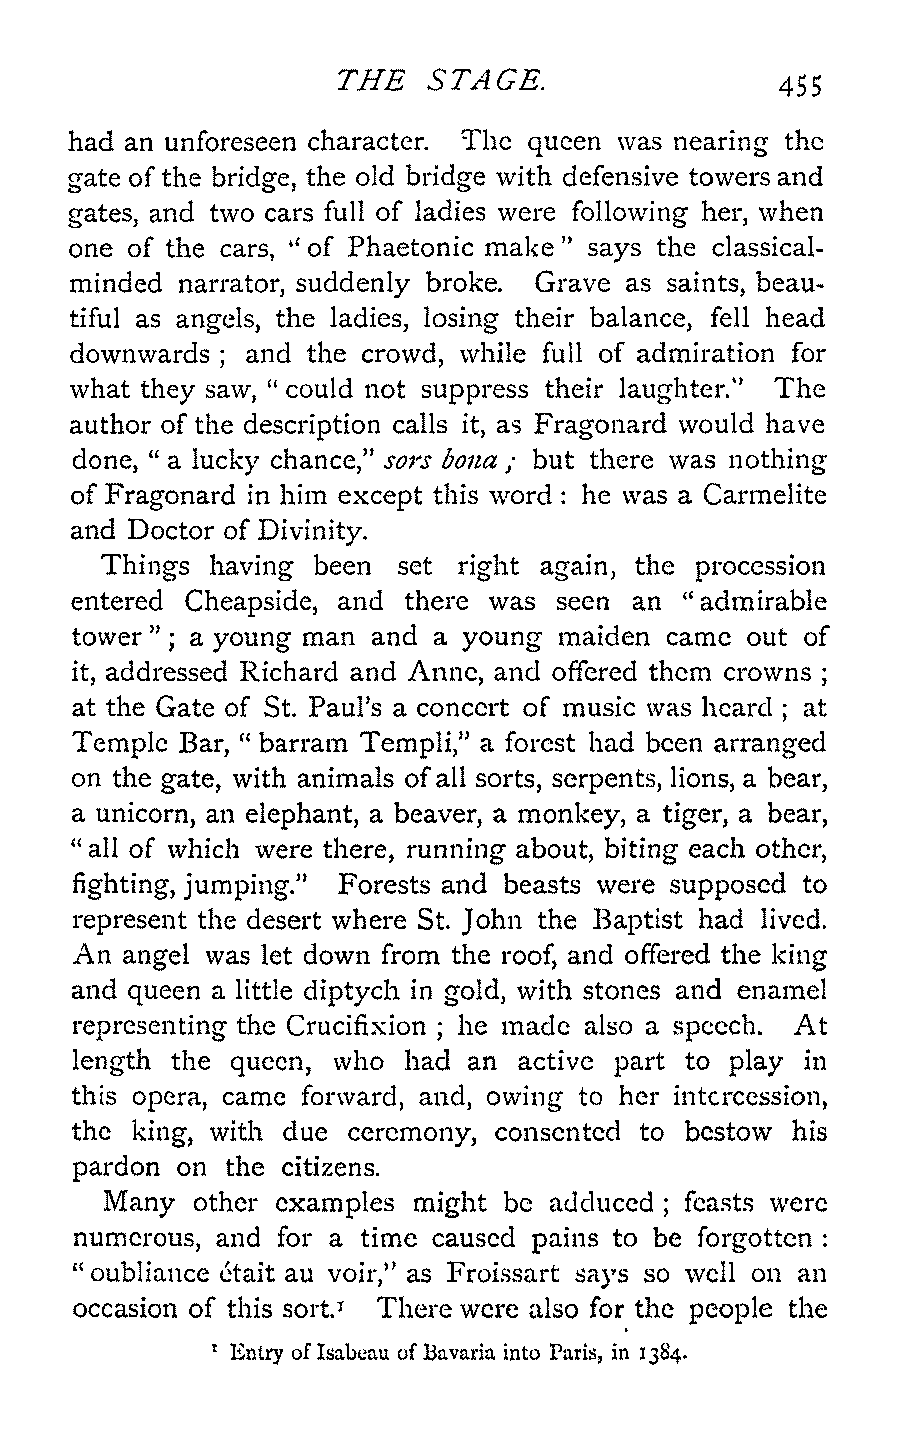 THE STAGE. 455
had an unforeseen character. The queen was nearing the
gate of the bridge, the old bridge with defensive towers and
gates, and two cars full of ladies were following her, when
one of the cars, "of Phaetonic make" says the classical-
minded narrator, suddenly broke. Grave as saints, beau-
tiful as angels, the ladies, losing their balance, fell head
downwards ; and the crowd, while full of admiration for
what they saw, "could not suppress their laughter." The
author of the description calls it, as Fragonard would have
done, "a lucky chance," sors bona ; but there was nothing
of Fragonard in him except this word : he was a Carmelite
and Doctor of Divinity.
Things having been set right again, the procession
entered Cheapside, and there was seen an "admirable
tower" ; a young man and a young maiden came out of
it, addressed Richard and Anne, and offered them crowns ;
at the Gate of St. Paul's a concert of music was heard ; at
Temple Bar, "barram Templi," a forest had been arranged
on the gate, with animals of all sorts, serpents, lions, a bear,
a unicorn, an elephant, a beaver, a monkey, a tiger, a bear,
"all of which were there, running about, biting each other,
fighting, jumping." Forests and beasts were supposed to
represent the desert where St. John the Baptist had lived.
An angel was let down from the roof, and offered the king
and queen a little diptych in gold, with stones and enamel
representing the Crucifixion ; he made also a speech. At
length the queen, who had an active part to play in
this opera, came forward, and, owing to her intercession,
the king, with due ceremony, consented to bestow his
pardon on the citizens.
Many other examples might be adduced ; feasts were
numerous, and for a time caused pains to be forgotten :
"oubliance était au voir," as Froissart says so well on an
occasion of this sort.¹ There were also for the people the
¹ Entry of Isabeau of Bavaria into Paris, in 1384.